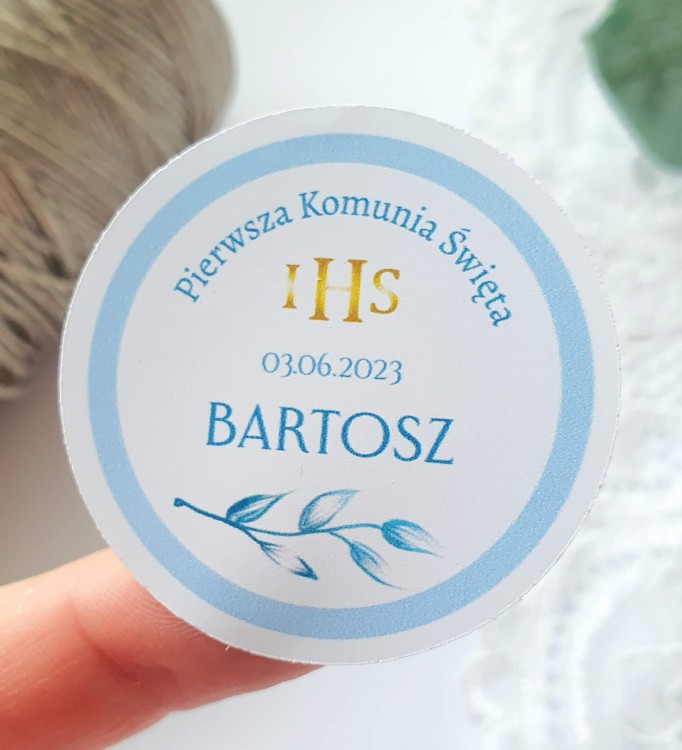 Pierwsza Komunia Święta
IHS
03.06.2023
BARTOSZ